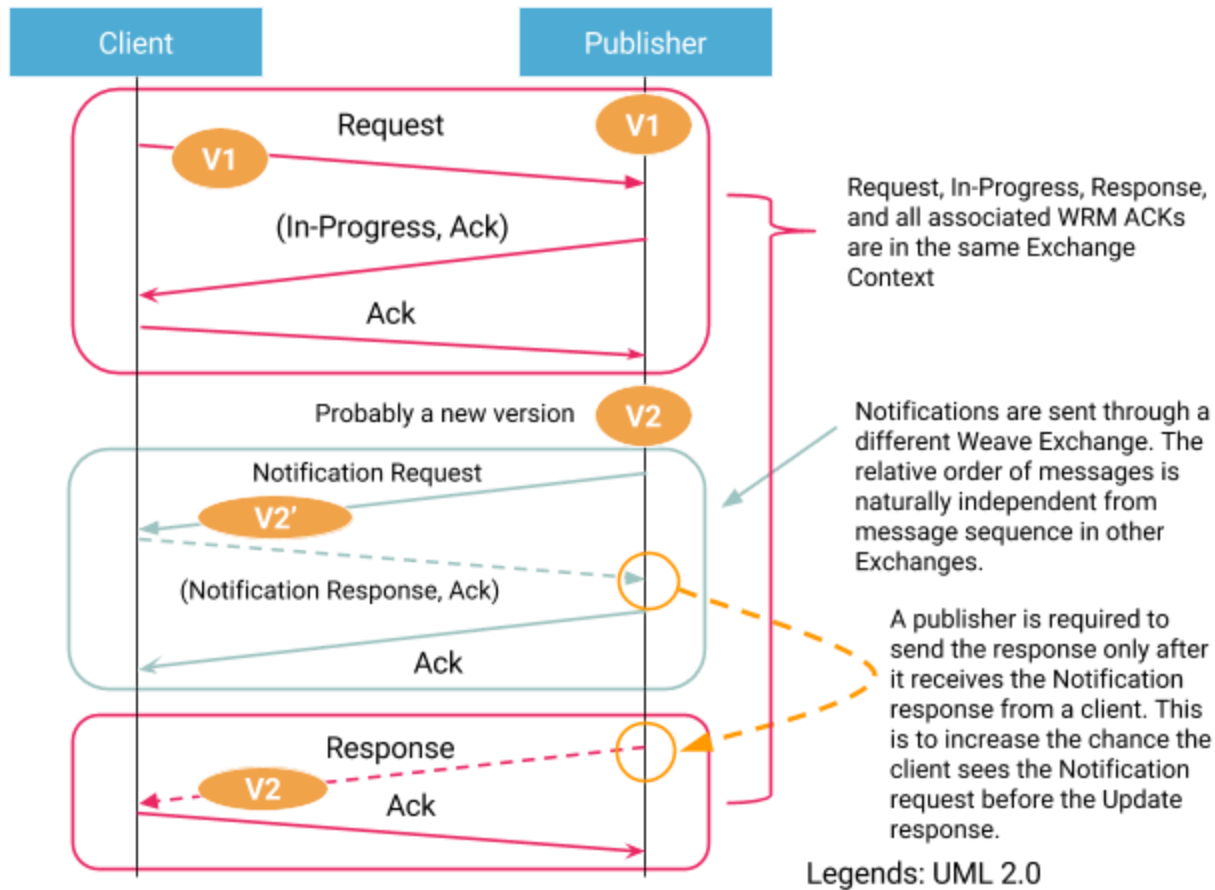 Client
Publisher
Request
V1
V1
(In-Progress, Ack)
Ack
Request, In-Progress, Response,
and all associated WRM ACKs
are in the same Exchange
Context
Probably a new version
V2
Notification Request
V2’
(Notification Response, Ack)
Ack
Notifications are sent through a
different Weave Exchange. The
relative order of messages is
naturally independent from
message sequence in other
Exchanges.
A publisher is required to
send the response only after
it receives the Notification
response from a client. This
is to increase the chance the
client sees the Notification
request before the Update
response.
Response
V2
Ack
Legends: UML 2.0